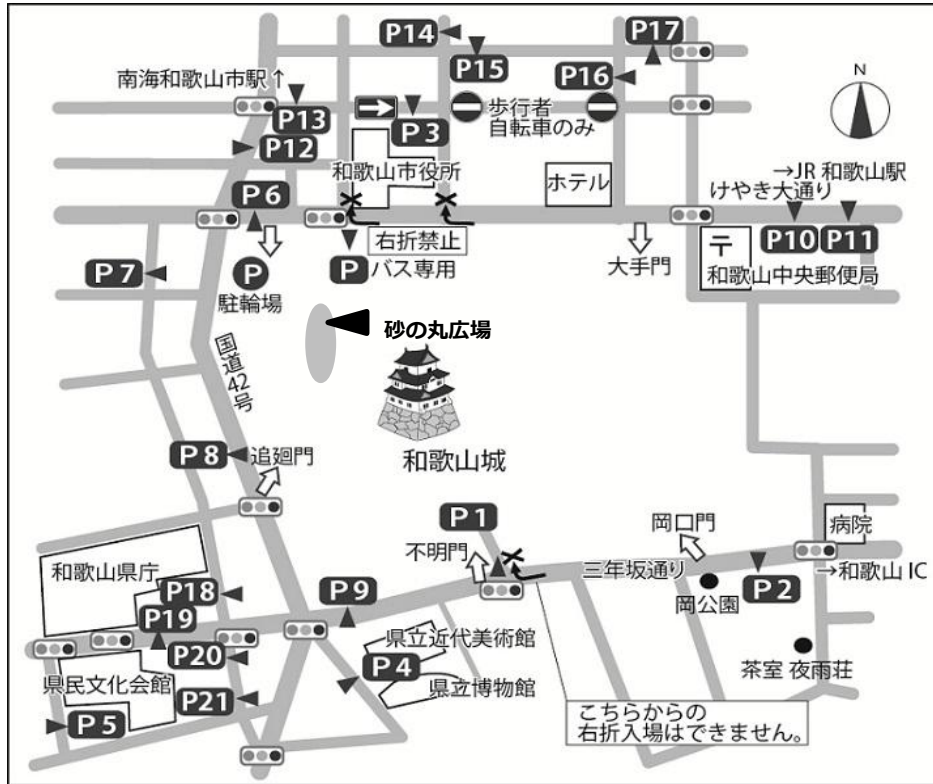 P14
P17
P15
P16
南海和歌山市駅↑
P13
P3
歩行者
自転車のみ
N
P12
和歌山市役所
ホテル
→JR 和歌山駅
けやき大通り
P6
右折禁止
P バス専用
大手門
〒
P10
P11
和歌山中央郵便局
P7
P
駐輪場
砂の丸広場
国道42号
和歌山城
P8
追廻門
P1
不明門
岡口門
病院
三年坂通り
→和歌山 IC
P2
岡公園
和歌山県庁
P18
P9
P19
県立近代美術館
P20
P4
茶室 夜雨荘
県民文化会館
県立博物館
P21
P5
こちらからの
右折入場はできません。